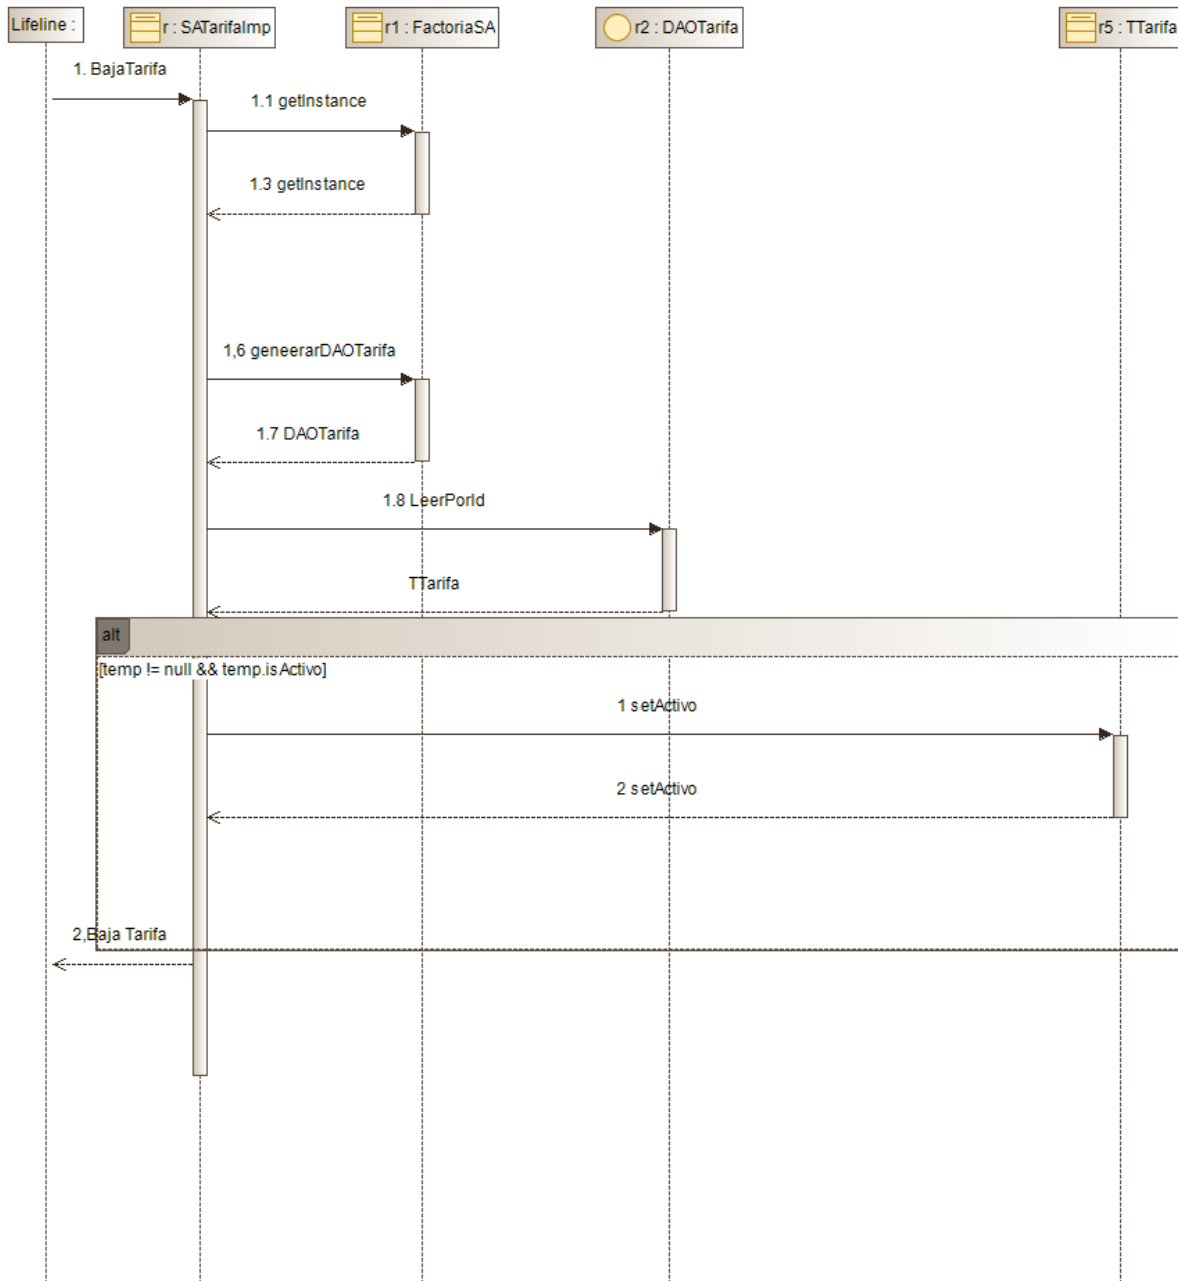 Lifeline :
r : SATarifaImp
r1 : FactoriaSA
r2 : DAOTarifa
r5 : TTarifa
1. BajaTarifa
1.1 getInstance
1.3 getInstance
1,6 geneerarDAOTarifa
1.7 DAOTarifa
1.8 LeerPorId
TTarifa
alt
[temp != null && temp.isActivo]
1 setActivo
2 setActivo
2,Baja Tarifa